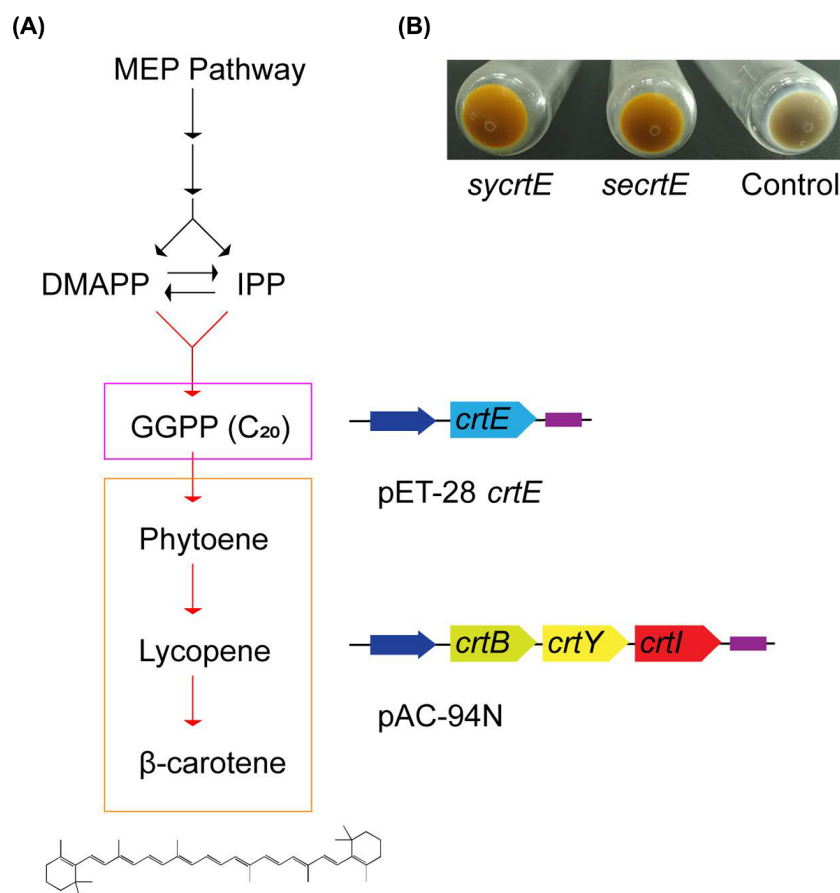 (A)
MEP Pathway
DMAPP
IPP
GGPP (C₂₀)
Phytoene
Lycopene
β-carotene
(B)
sycrtE
secrtE
Control
crtE
pET-28 crtE
crtB
crtY
crtI
pAC-94N